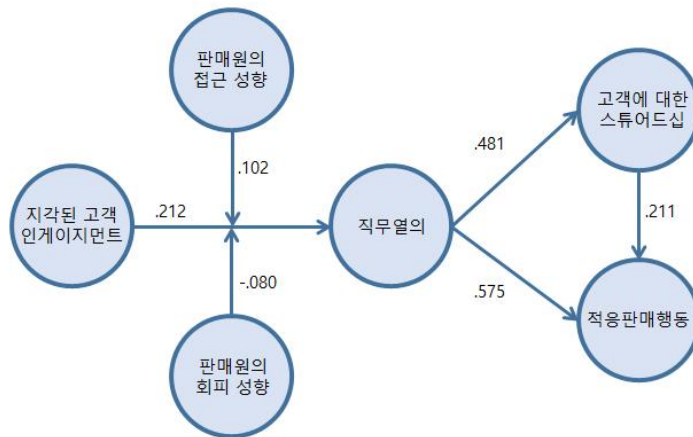 판매원의
접근 성향
고객에 대한
스튜어드십
.481
.102
지각된 고객
인게이지먼트
.212
직무열의
.211
-.080
.575
적응판매행동
판매원의
회피 성향